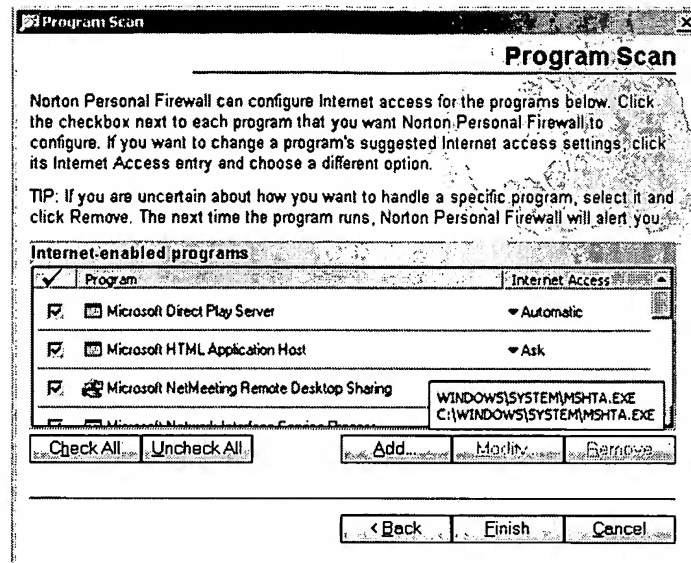 Program Scan
Program Scan
Norton Personal Firewall can configure Internet access for the programs below. Click
the checkbox next to each program that you want Norton Personal Firewall to
configure. If you want to change a program's suggested Internet access settings, click
its Internet Access entry and choose a different option.
TIP: If you are uncertain about how you want to handle a specific program, select it and
click Remove. The next time the program runs, Norton Personal Firewall will alert you.
Internet-enabled programs
Program Internet Access
Microsoft Direct Play Server Automatic
Microsoft HTML Application Host Ask
Microsoft NetMeeting Remote Desktop Sharing
WINDOWS\SYSTEM\MSHTA.EXE
C:\WINDOWS\SYSTEM\MSHTA.EXE
Microsoft Network Interface Service Process
Check All Uncheck All Add... Modify... Remove
< Back Finish Cancel